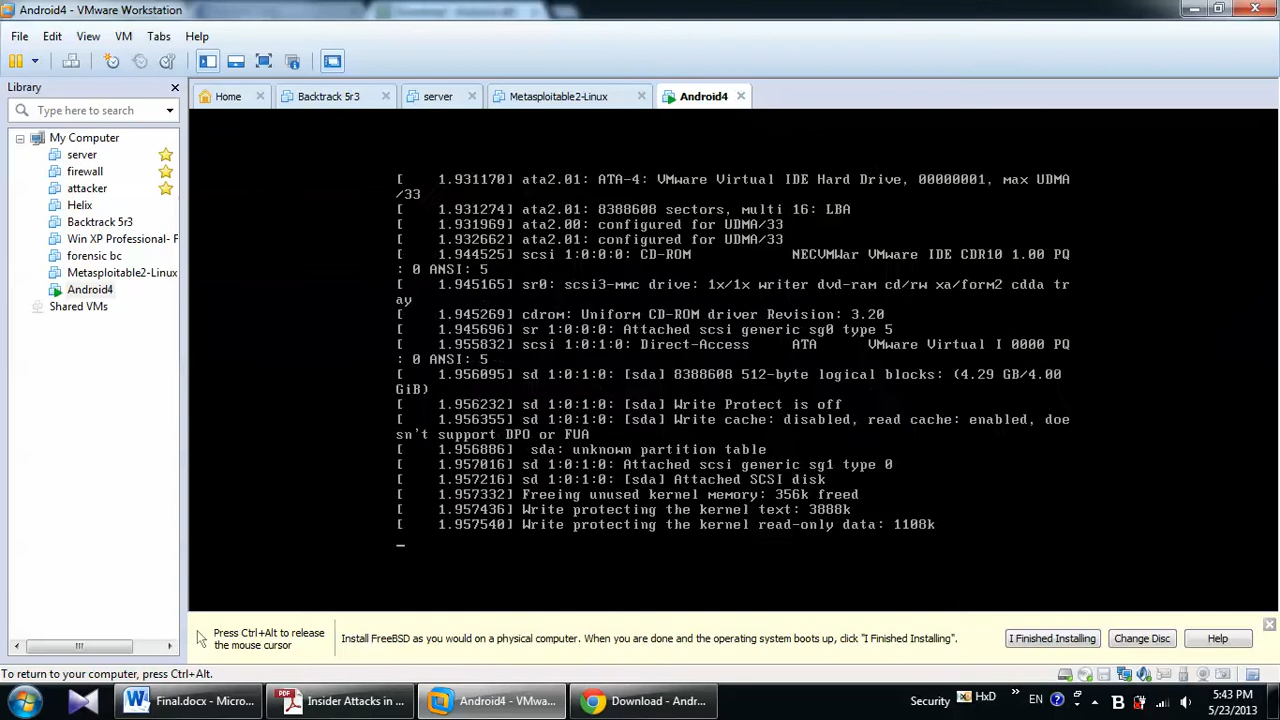 Android4 - VMware Workstation
File Edit View VM Tabs Help
Library
Type here to search
My Computer
server
firewall
attacker
Helix
Backtrack 5r3
Win XP Professional- F
forensic bc
Metasploitable2-Linux
Android4
Shared VMs
Home Backtrack 5r3 server Metasploitable2-Linux Android4
[ 1.931170] ata2.01: ATA-4: VMware Virtual IDE Hard Drive, 00000001, max UDMA
/33
[ 1.931274] ata2.01: 8388608 sectors, multi 16: LBA
[ 1.931969] ata2.00: configured for UDMA/33
[ 1.932662] ata2.01: configured for UDMA/33
[ 1.944525] scsi 1:0:0:0: CD-ROM NECVMWar VMware IDE CDR10 1.00 PQ
: 0 ANSI: 5
[ 1.945165] sr0: scsi3-mmc drive: 1x/1x writer dvd-ram cd/rw xa/form2 cdda tr
ay
[ 1.945269] cdrom: Uniform CD-ROM driver Revision: 3.20
[ 1.945696] sr 1:0:0:0: Attached scsi generic sg0 type 5
[ 1.955832] scsi 1:0:1:0: Direct-Access ATA VMware Virtual I 0000 PQ
: 0 ANSI: 5
[ 1.956095] sd 1:0:1:0: [sda] 8388608 512-byte logical blocks: (4.29 GB/4.00
GiB)
[ 1.956232] sd 1:0:1:0: [sda] Write Protect is off
[ 1.956355] sd 1:0:1:0: [sda] Write cache: disabled, read cache: enabled, doe
sn't support DPO or FUA
[ 1.956886] sda: unknown partition table
[ 1.957016] sd 1:0:1:0: Attached scsi generic sg1 type 0
[ 1.957216] sd 1:0:1:0: [sda] Attached SCSI disk
[ 1.957332] Freeing unused kernel memory: 356k freed
[ 1.957436] Write protecting the kernel text: 3888k
[ 1.957540] Write protecting the kernel read-only data: 1108k
_
Press Ctrl+Alt to release
the mouse cursor
Install FreeBSD as you would on a physical computer. When you are done and the operating system boots up, click "I Finished Installing".
I Finished Installing Change Disc Help
To return to your computer, press Ctrl+Alt.
Final.docx - Micros... Insider Attacks in ... Android4 - VMwa... Download - Andr... Security HxD » EN 5:43 PM
5/23/2013